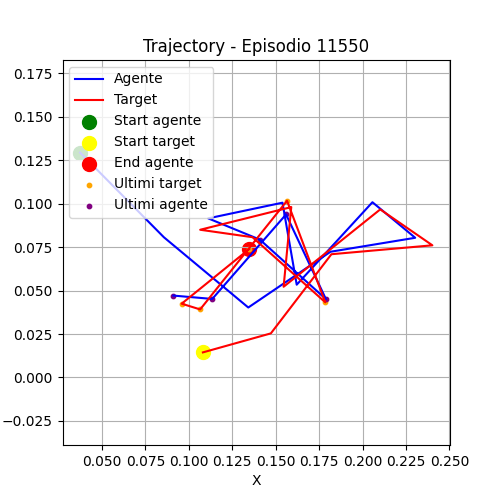 Trajectory - Episodio 11550
Agente
Target
Start agente
Start target
End agente
Ultimi target
Ultimi agente
0.175
0.150
0.125
0.100
0.075
0.050
0.025
0.000
−0.025
0.050 0.075 0.100 0.125 0.150 0.175 0.200 0.225 0.250
X